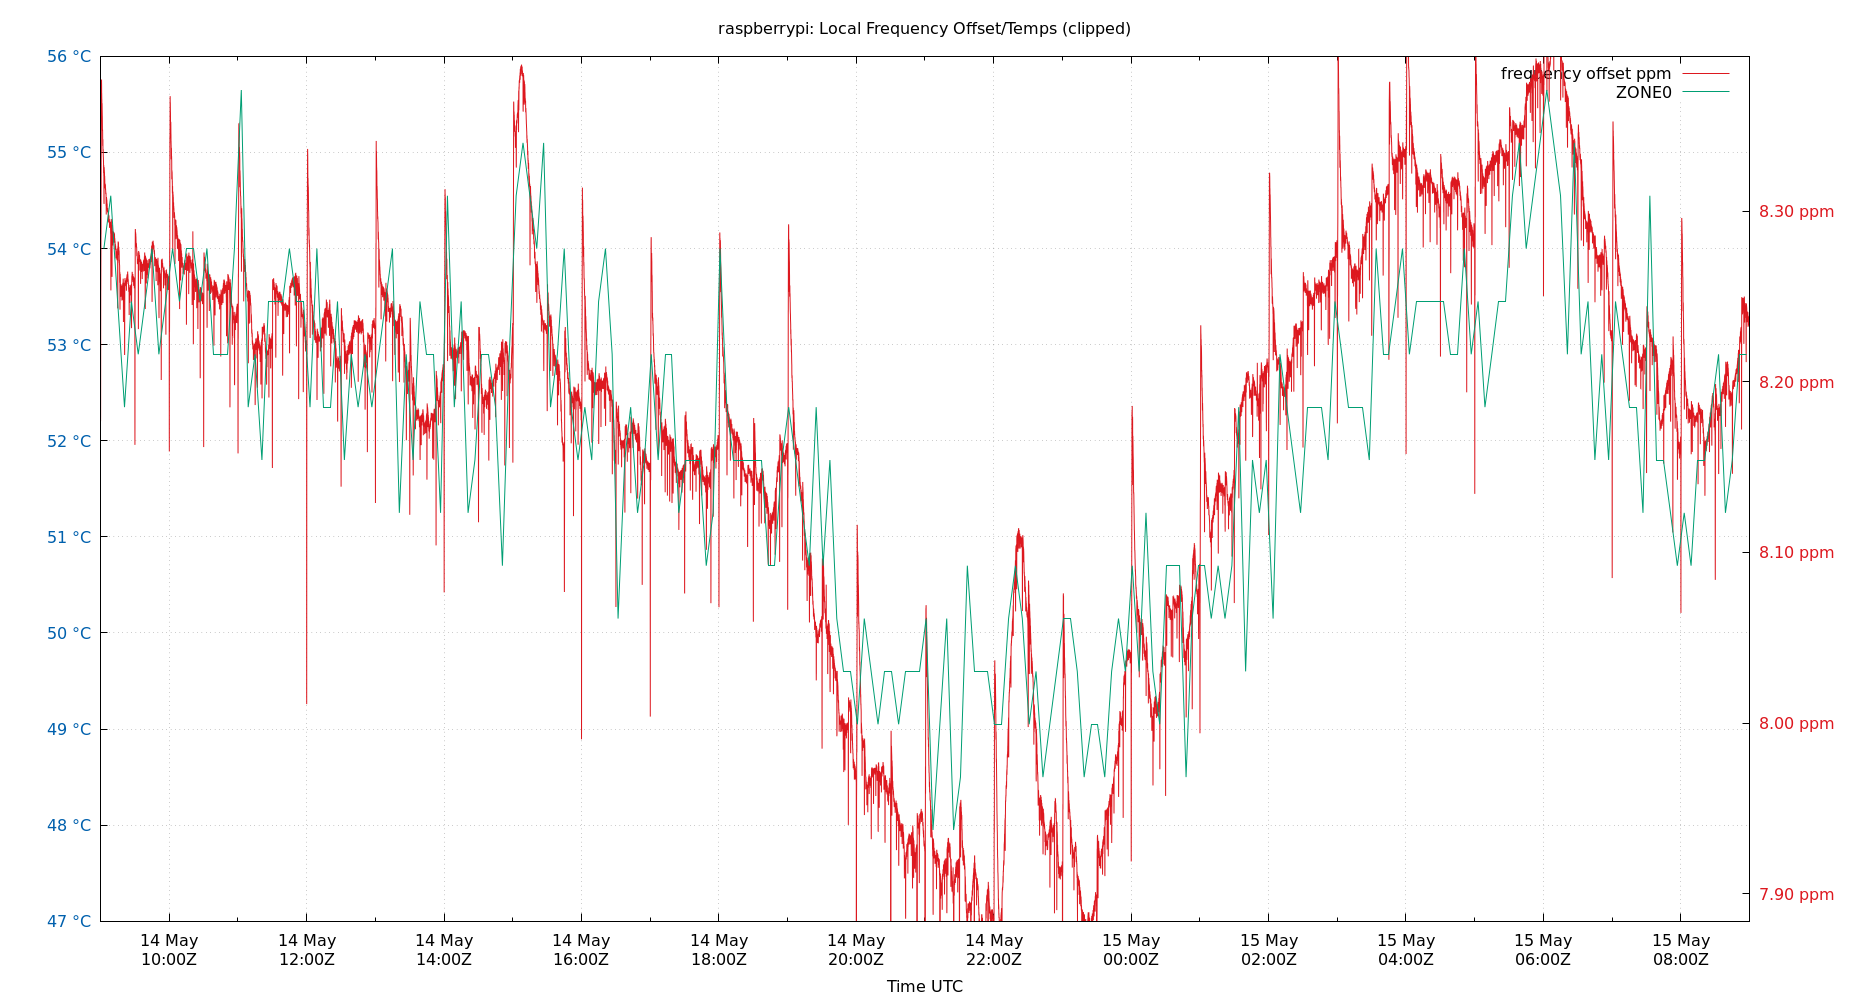 raspberrypi: Local Frequency Offset/Temps (clipped)
56 °C
55 °C
54 °C
53 °C
52 °C
51 °C
50 °C
49 °C
48 °C
47 °C
frequency offset ppm
ZONE0
8.30 ppm
8.20 ppm
8.10 ppm
8.00 ppm
7.90 ppm
14 May 14 May 14 May 14 May 14 May 14 May 14 May 15 May 15 May 15 May 15 May 15 May
10:00Z 12:00Z 14:00Z 16:00Z 18:00Z 20:00Z 22:00Z 00:00Z 02:00Z 04:00Z 06:00Z 08:00Z
Time UTC